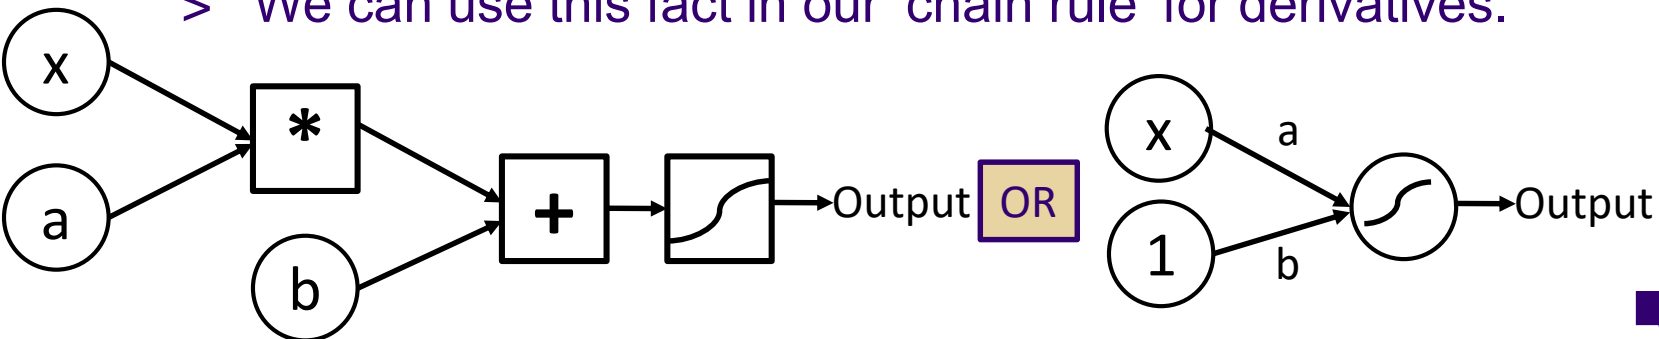 > We can use this fact in our 'chain rule' for derivatives.
x
*
a
+
b
Output
OR
x
a
1
b
Output